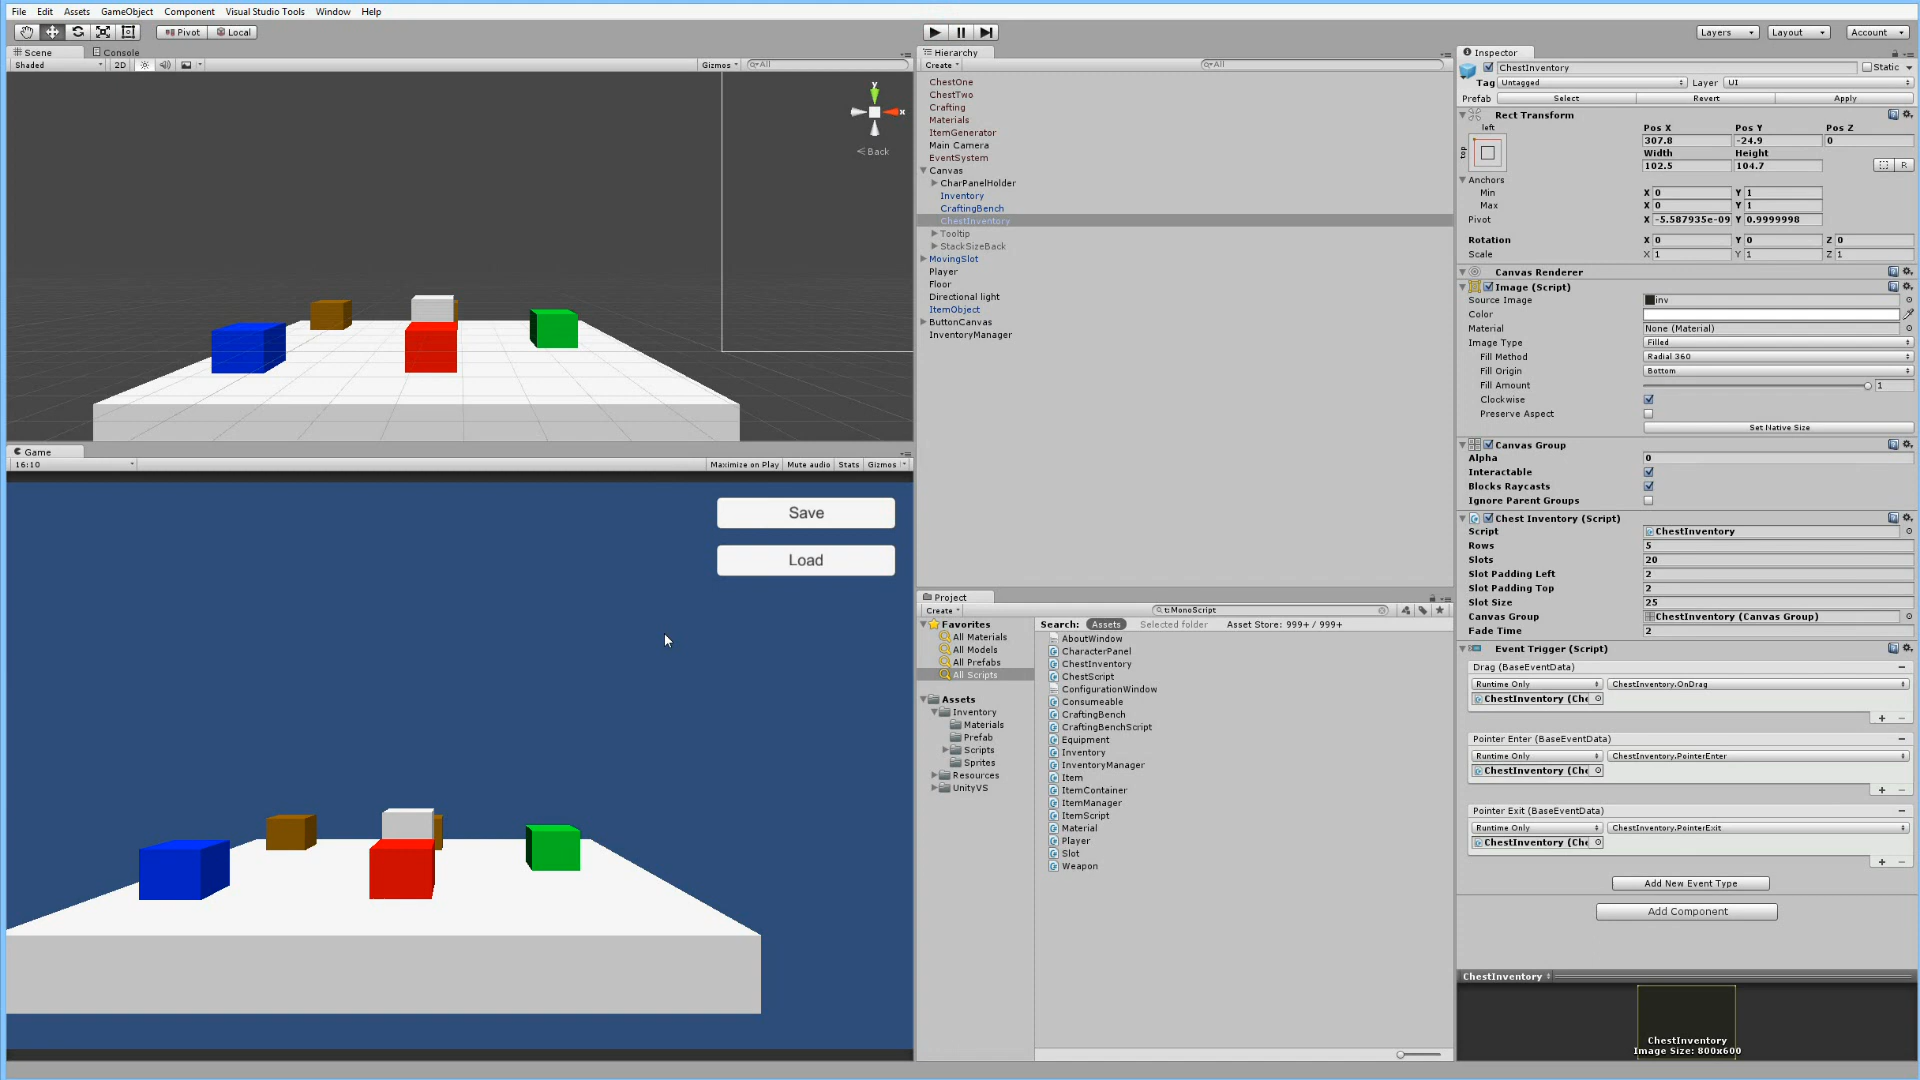 File Edit Assets GameObject Component Visual Studio Tools Window Help
Pivot Local
Layers Layout Account
Scene Console
Shaded 2D Gizmos All
Back
Game
16:10 Maximize on Play Mute audio Stats Gizmos
Save
Load
Hierarchy
Create All
ChestOne
ChestTwo
Crafting
Materials
ItemGenerator
Main Camera
EventSystem
Canvas
CharPanelHolder
Inventory
CraftingBench
ChestInventory
Tooltip
StackSizeBack
MovingSlot
Player
Floor
Directional light
ItemObject
ButtonCanvas
InventoryManager
Project
Create t:MonoScript
Favorites
All Materials
All Models
All Prefabs
All Scripts
Assets
Inventory
Materials
Prefab
Scripts
Sprites
Resources
UnityVS
Search: Assets Selected folder Asset Store: 999+ / 999+
AboutWindow
CharacterPanel
ChestInventory
ChestScript
ConfigurationWindow
Consumeable
CraftingBench
CraftingBenchScript
Equipment
Inventory
InventoryManager
Item
ItemContainer
ItemManager
ItemScript
Material
Player
Slot
Weapon
Inspector
ChestInventory Static
Tag Untagged Layer UI
Prefab Select Revert Apply
Rect Transform
left Pos X Pos Y Pos Z
top 307.8 -24.9 0
Width Height
102.5 104.7 R
Anchors
Min X 0 Y 1
Max X 0 Y 1
Pivot X -5.587935e-09 Y 0.9999998
Rotation X 0 Y 0 Z 0
Scale X 1 Y 1 Z 1
Canvas Renderer
Image (Script)
Source Image inv
Color
Material None (Material)
Image Type Filled
Fill Method Radial 360
Fill Origin Bottom
Fill Amount 1
Clockwise
Preserve Aspect
Set Native Size
Canvas Group
Alpha 0
Interactable
Blocks Raycasts
Ignore Parent Groups
Chest Inventory (Script)
Script ChestInventory
Rows 5
Slots 20
Slot Padding Left 2
Slot Padding Top 2
Slot Size 25
Canvas Group ChestInventory (Canvas Group)
Fade Time 2
Event Trigger (Script)
Drag (BaseEventData)
Runtime Only ChestInventory.OnDrag
ChestInventory (Che
Pointer Enter (BaseEventData)
Runtime Only ChestInventory.PointerEnter
ChestInventory (Che
Pointer Exit (BaseEventData)
Runtime Only ChestInventory.PointerExit
ChestInventory (Che
Add New Event Type
Add Component
ChestInventory
ChestInventory
Image Size: 800x600